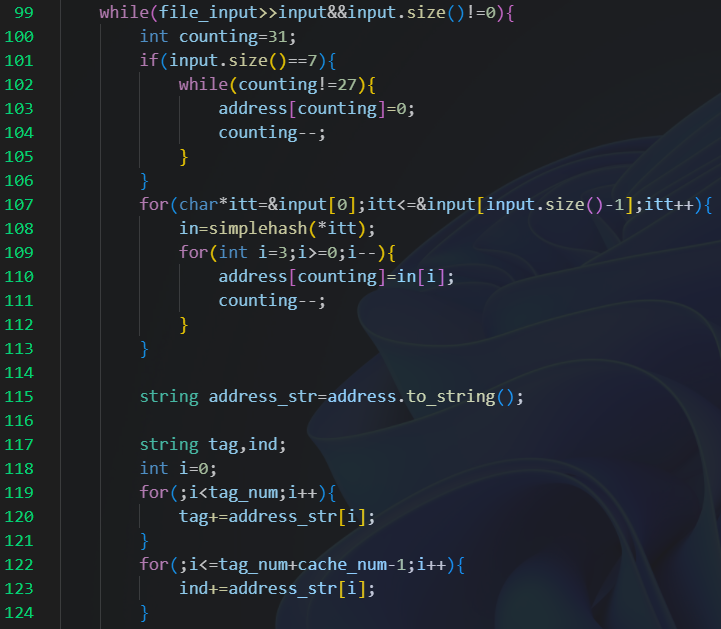 99 while(file_input>>input&&input.size()!=0){
100 int counting=31;
101 if(input.size()==7){
102 while(counting!=27){
103 address[counting]=0;
104 counting--;
105 }
106 }
107 for(char*itt=&input[0];itt<=&input[input.size()-1];itt++){
108 in=simplehash(*itt);
109 for(int i=3;i>=0;i--){
110 address[counting]=in[i];
111 counting--;
112 }
113 }
114
115 string address_str=address.to_string();
116
117 string tag,ind;
118 int i=0;
119 for(;i<tag_num;i++){
120 tag+=address_str[i];
121 }
122 for(;i<=tag_num+cache_num-1;i++){
123 ind+=address_str[i];
124 }